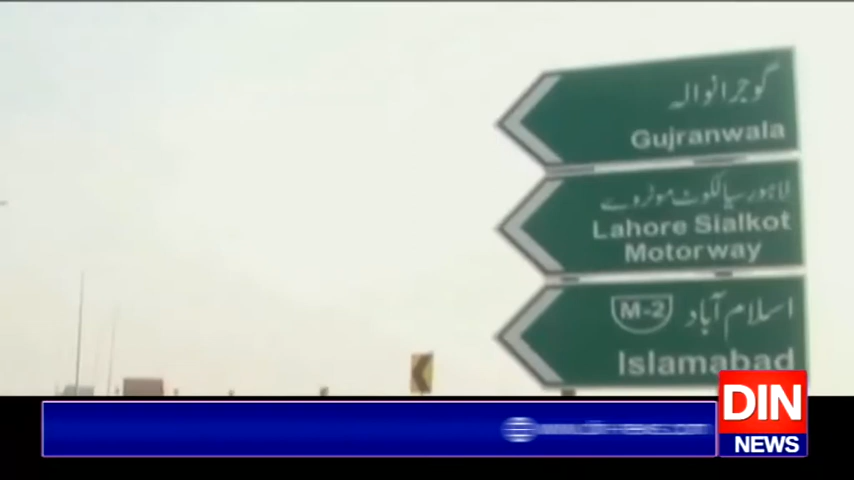 گوجرانوالہ
Gujranwala
لاہور سیالکوٹ موٹروے
Lahore Sialkot
Motorway
M-2 اسلام آباد
Islamabad
DIN
NEWS